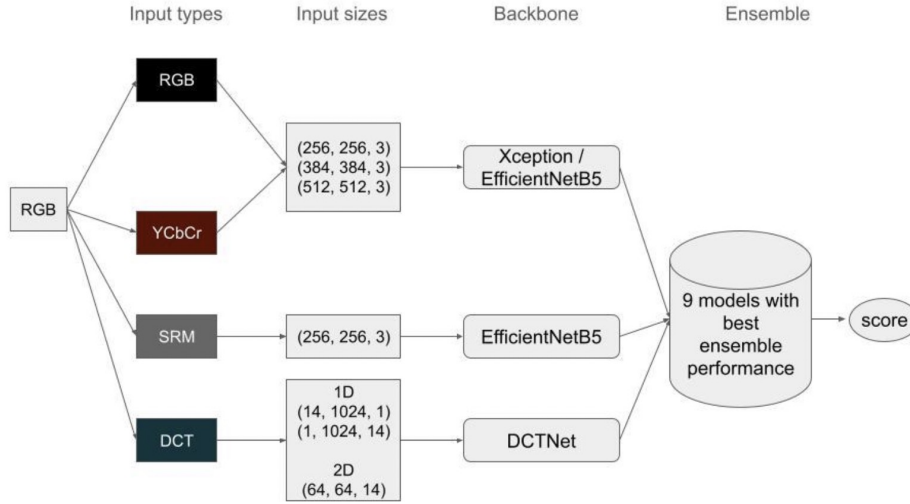 Input types
Input sizes
Backbone
Ensemble
RGB
RGB
YCbCr
SRM
DCT
(256, 256, 3)
(384, 384, 3)
(512, 512, 3)
(256, 256, 3)
1D
(14, 1024, 1)
(1, 1024, 14)
2D
(64, 64, 14)
Xception /
EfficientNetB5
EfficientNetB5
DCTNet
9 models with
best
ensemble
performance
score